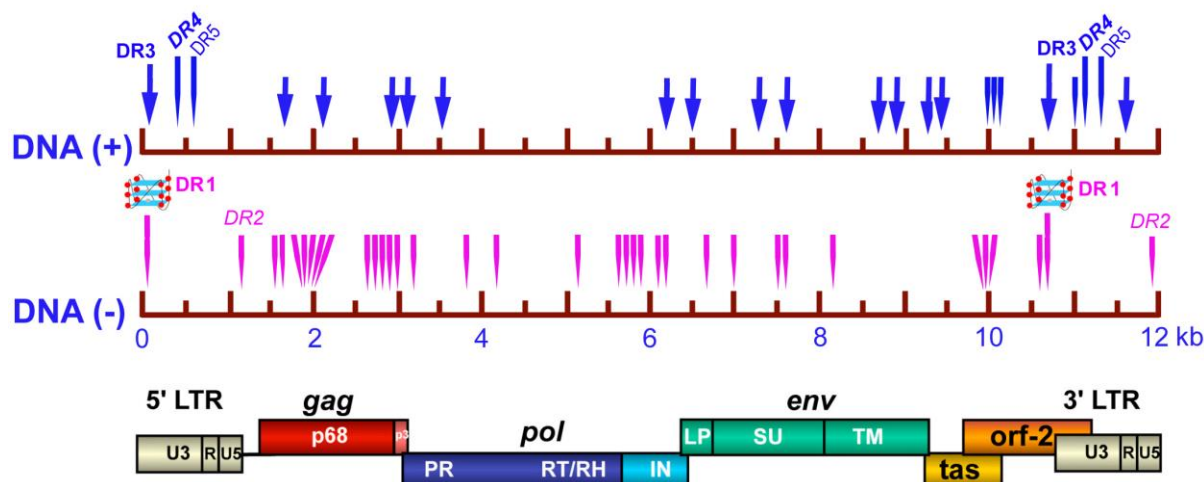 DR3 DR4 DR5 DR3 DR4 DR5
DNA (+)
DR1 DR1
DR2 DR2
DNA (-)
0 2 4 6 8 10 12 kb
5' LTR gag pol env 3' LTR
U3 R U5 p68 p3 LP SU TM orf-2 U3 R U5
PR RT/RH IN tas